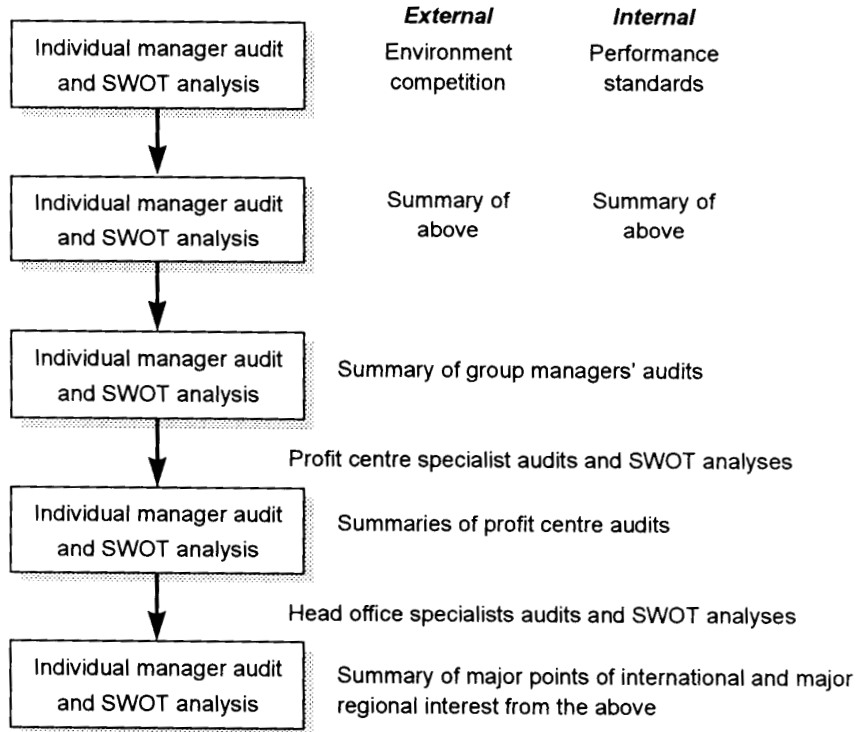 External Internal
Individual manager audit
and SWOT analysis
Environment
competition
Performance
standards
Individual manager audit
and SWOT analysis
Summary of
above
Summary of
above
Individual manager audit
and SWOT analysis
Summary of group managers' audits
Profit centre specialist audits and SWOT analyses
Individual manager audit
and SWOT analysis
Summaries of profit centre audits
Head office specialists audits and SWOT analyses
Individual manager audit
and SWOT analysis
Summary of major points of international and major
regional interest from the above